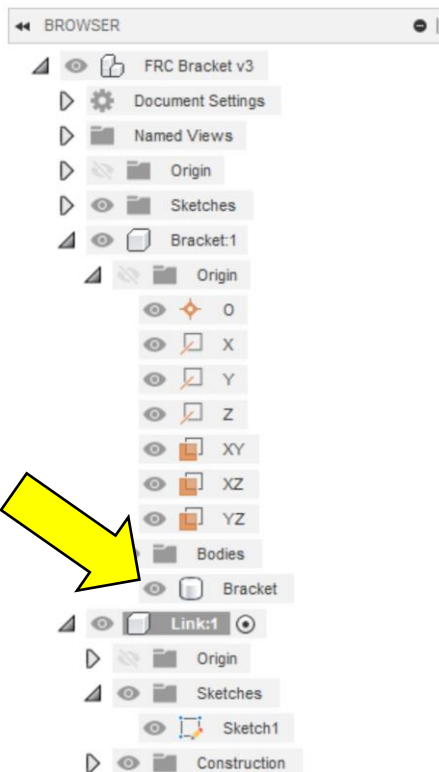 BROWSER
FRC Bracket v3
Document Settings
Named Views
Origin
Sketches
Bracket:1
Origin
O
X
Y
Z
XY
XZ
YZ
Bodies
Bracket
Link:1
Origin
Sketches
Sketch1
Construction